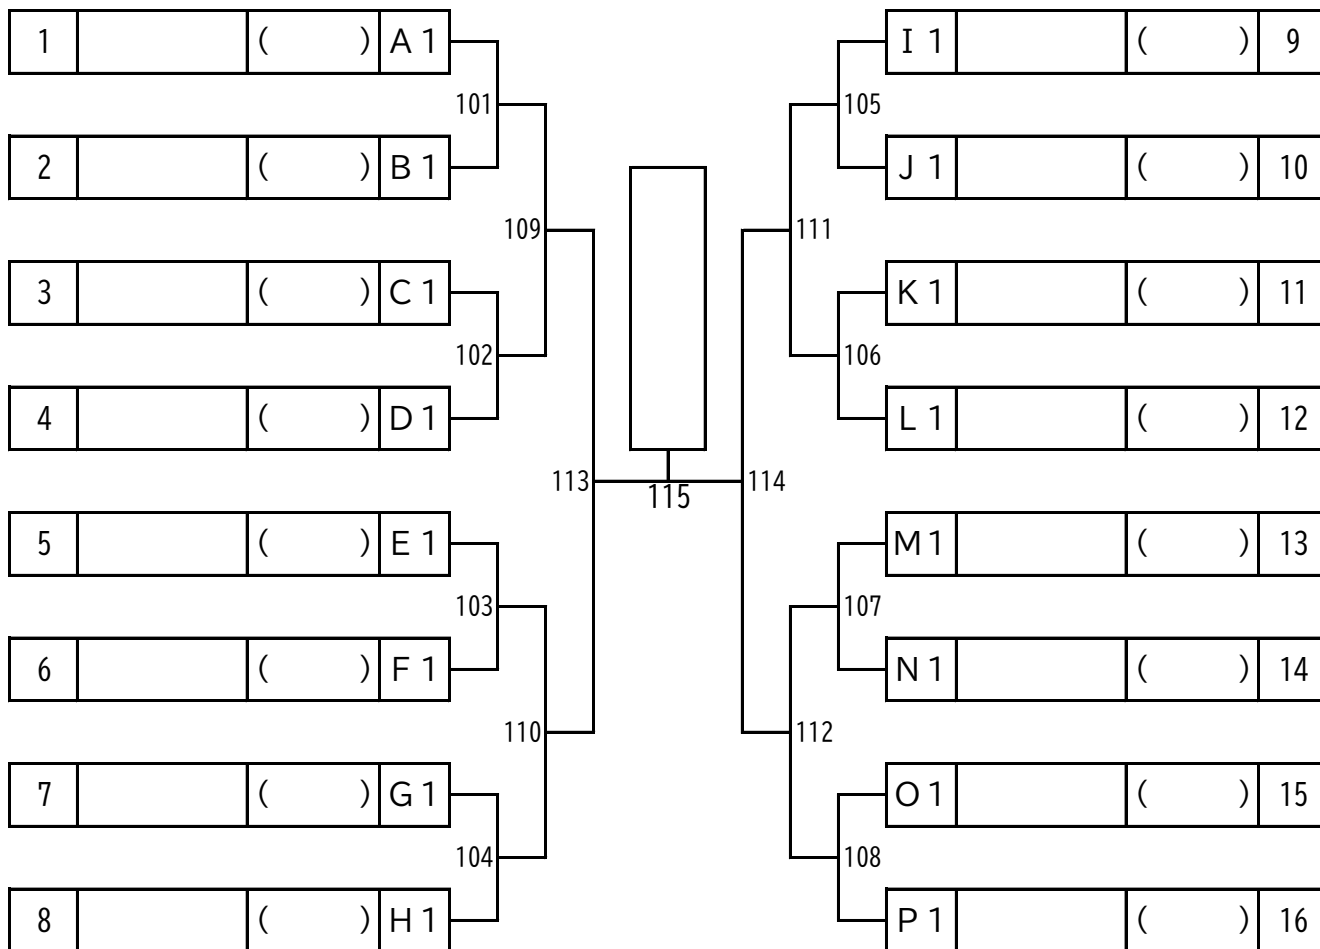 1 ( ) A 1
101
2 ( ) B 1
109
3 ( ) C 1
102
4 ( ) D 1
113
5 ( ) E 1
103
6 ( ) F 1
110
7 ( ) G 1
104
8 ( ) H 1
115
I 1 ( ) 9
105
J 1 ( ) 10
111
K 1 ( ) 11
106
L 1 ( ) 12
114
M 1 ( ) 13
107
N 1 ( ) 14
112
O 1 ( ) 15
108
P 1 ( ) 16